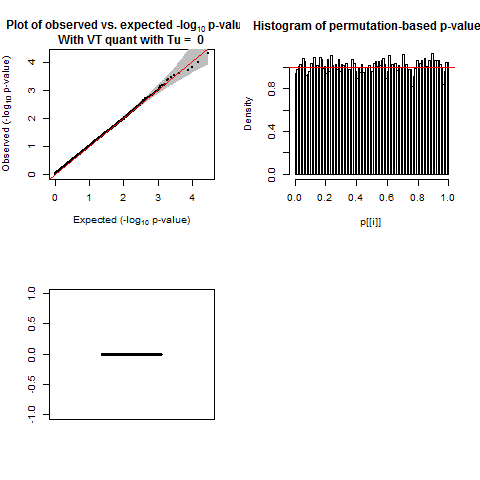 Plot of observed vs. expected -log10 p-valu
With VT quant with Tu = 0
Observed (-log10 p-value)
4
3
2
1
0
0 1 2 3 4
Expected (-log10 p-value)
Histogram of permutation-based p-value
Density
0.8
0.4
0.0
0.0 0.2 0.4 0.6 0.8 1.0
p[[i]]
1.0
0.5
0.0
-0.5
-1.0